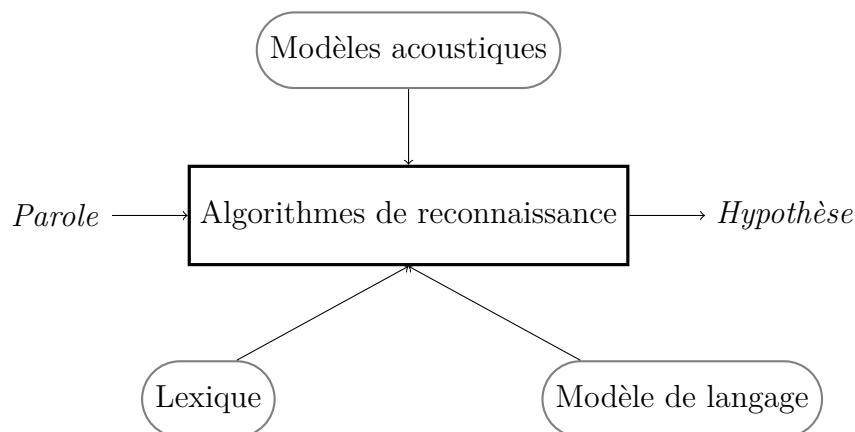 Modèles acoustiques
Parole
Algorithmes de reconnaissance
Hypothèse
Lexique
Modèle de langage